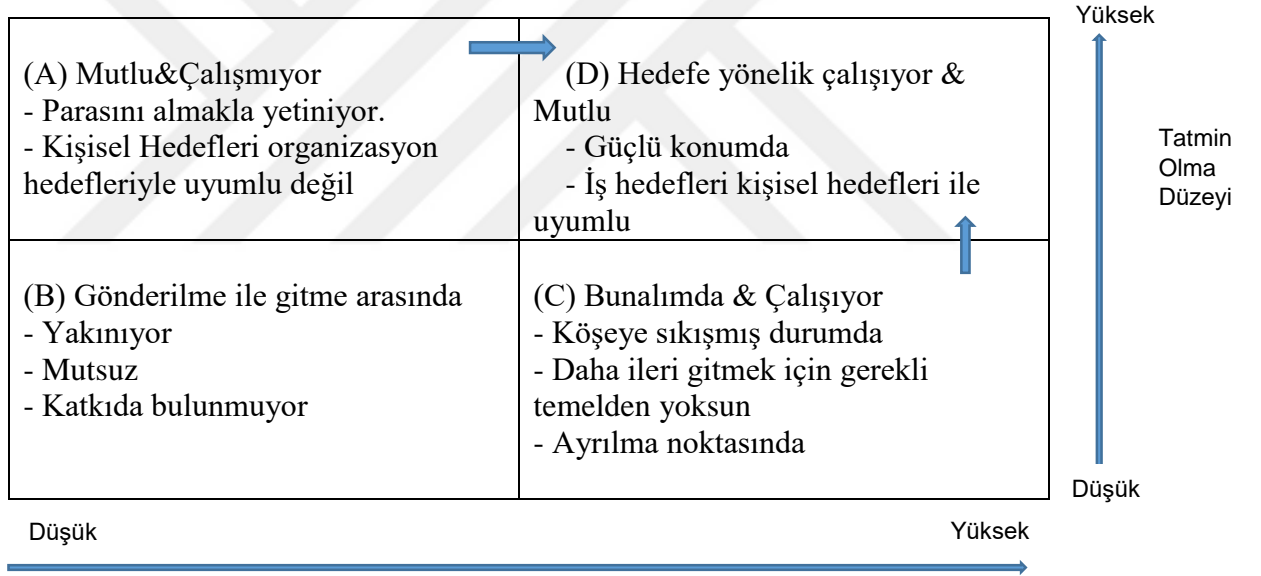 Yüksek
(A) Mutlu&Çalışmıyor
- Parasını almakla yetiniyor.
- Kişisel Hedefleri organizasyon
hedefleriyle uyumlu değil
(D) Hedefe yönelik çalışıyor &
Mutlu
- Güçlü konumda
- İş hedefleri kişisel hedefleri ile
uyumlu
Tatmin
Olma
Düzeyi
(B) Gönderilme ile gitme arasında
- Yakınıyor
- Mutsuz
- Katkıda bulunmuyor
(C) Bunalımda & Çalışıyor
- Köşeye sıkışmış durumda
- Daha ileri gitmek için gerekli
temelden yoksun
- Ayrılma noktasında
Düşük
Düşük
Yüksek